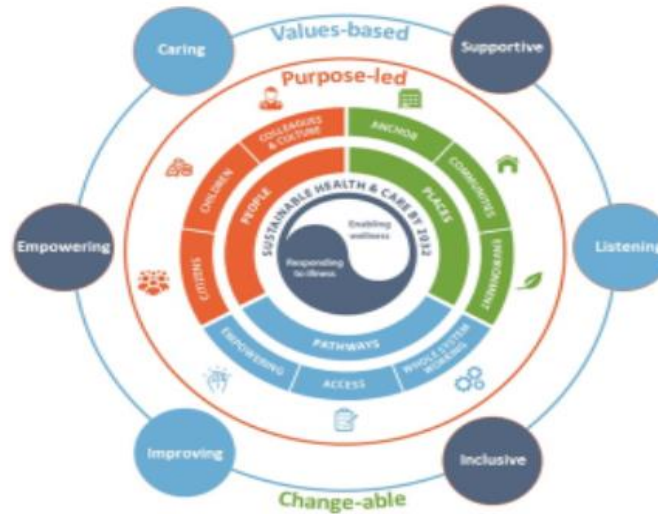 Values-based
Caring
Supportive
Purpose-led
COLLEAGUES
& CULTURE
ANCHOR
CHILDREN
COMMUNITIES
PEOPLE
PLACES
SUSTAINABLE HEALTH & CARE BY 2032
Enabling
wellness
Empowering
Listening
Responding
to illness
CITIZENS
ENVIRONMENT
PATHWAYS
EMPOWERING
ACCESS
WHOLE SYSTEM
WORKING
Improving
Inclusive
Change-able